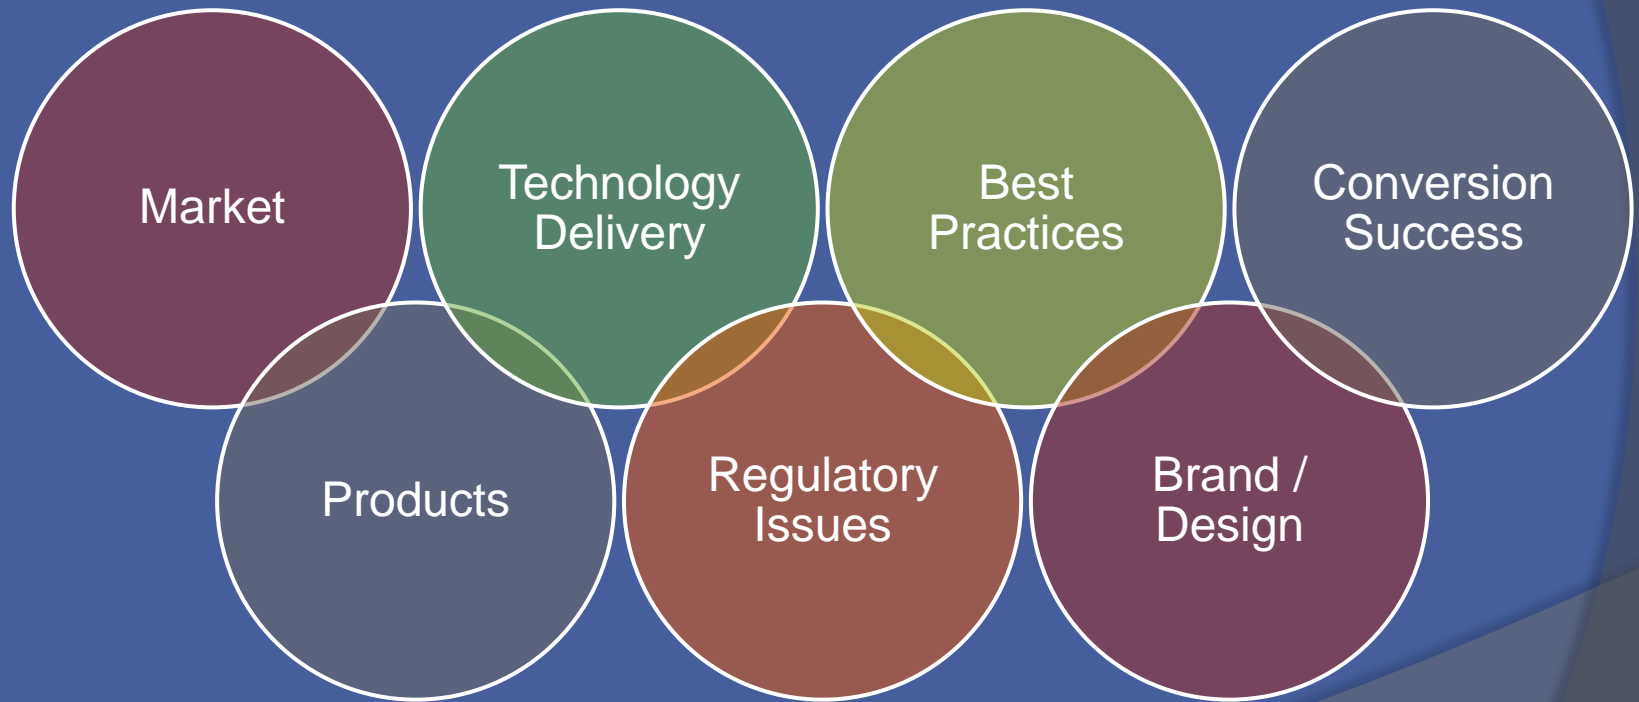 Market
Technology
Delivery
Best
Practices
Conversion
Success
Products
Regulatory
Issues
Brand /
Design